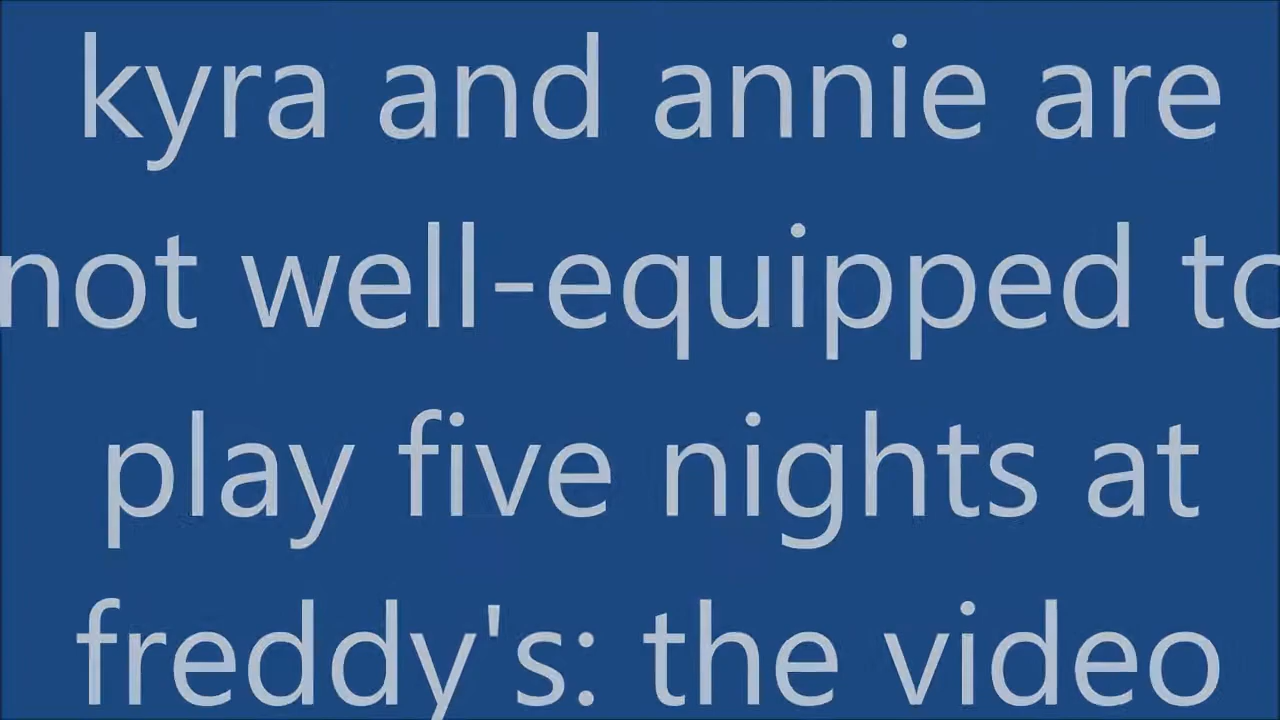 kyra and annie are
not well-equipped to
play five nights at
freddy's: the video